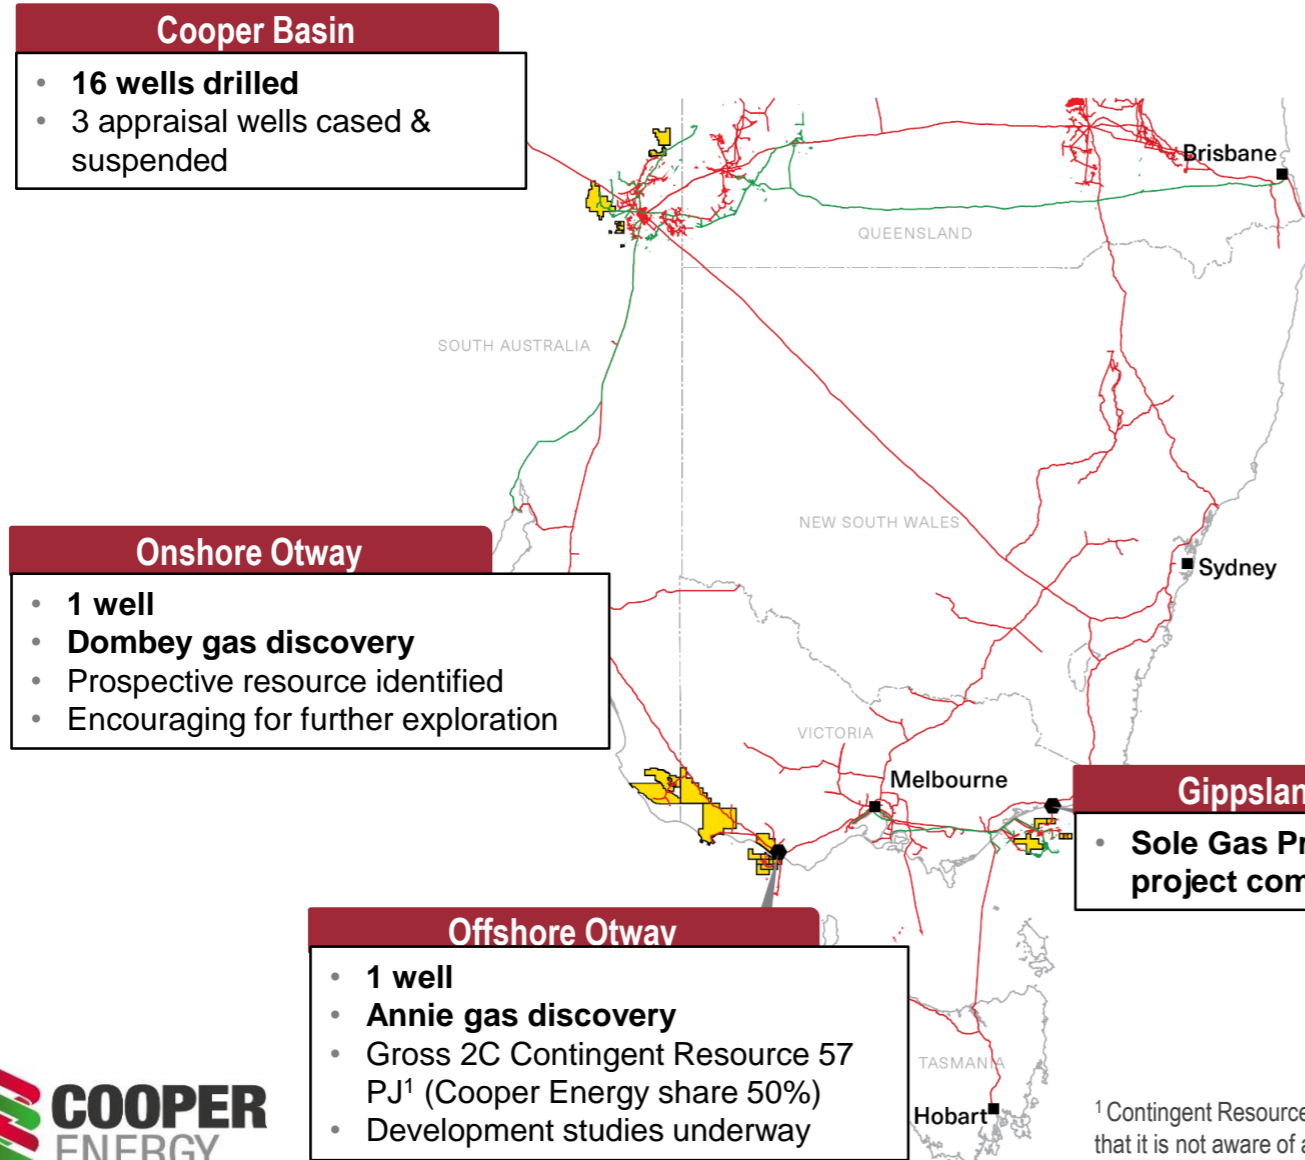 Cooper Basin
• 16 wells drilled
• 3 appraisal wells cased &
suspended
Brisbane
QUEENSLAND
SOUTH AUSTRALIA
NEW SOUTH WALES
Sydney
Onshore Otway
• 1 well
• Dombey gas discovery
• Prospective resource identified
• Encouraging for further exploration
VICTORIA
Melbourne
Gippslan
• Sole Gas Pr
project com
Offshore Otway
• 1 well
• Annie gas discovery
• Gross 2C Contingent Resource 57
PJ¹ (Cooper Energy share 50%)
• Development studies underway
TASMANIA
Hobart
COOPER
ENERGY
¹ Contingent Resource
that it is not aware of a